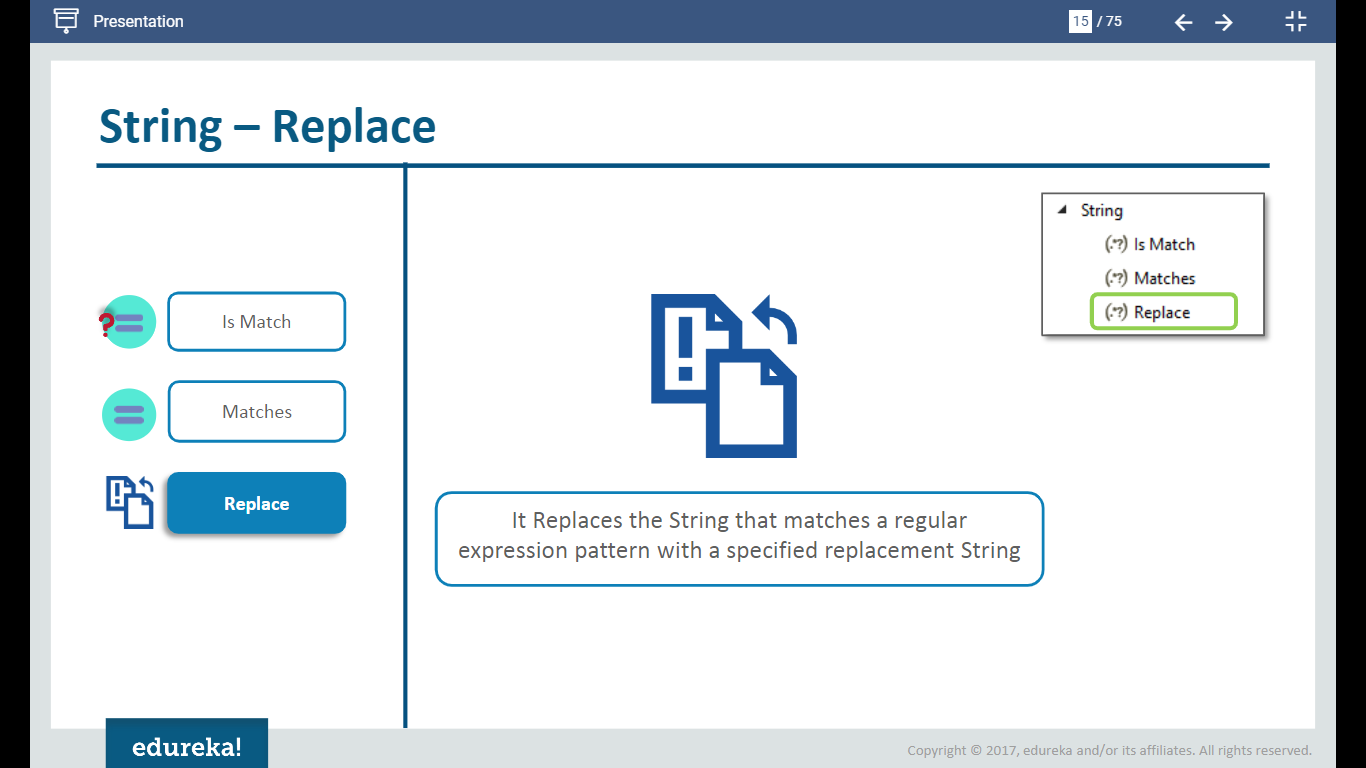 Presentation
15 / 75
String – Replace
String
(.*?) Is Match
(.*?) Matches
(.*?) Replace
? Is Match
Matches
Replace
It Replaces the String that matches a regular
expression pattern with a specified replacement String
edureka!
Copyright © 2017, edureka and/or its affiliates. All rights reserved.